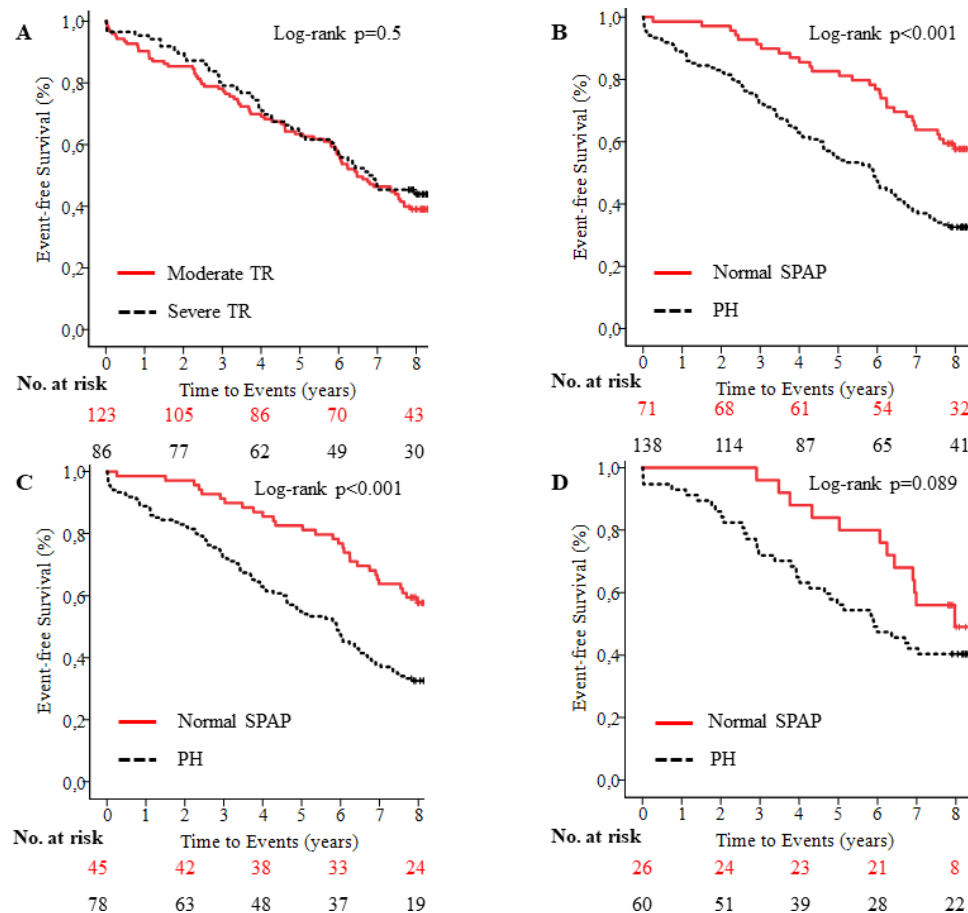 A
Log-rank p=0.5
Event-free Survival (%)
1,0
0,8
0,6
0,4
0,2
0,0
Moderate TR
Severe TR
0 1 2 3 4 5 6 7 8
Time to Events (years)
No. at risk
123 105 86 70 43
86 77 62 49 30
B
Log-rank p<0.001
Event-free Survival (%)
1,0
0,8
0,6
0,4
0,2
0,0
Normal SPAP
PH
0 1 2 3 4 5 6 7 8
Time to Events (years)
No. at risk
71 68 61 54 32
138 114 87 65 41
C
Log-rank p<0.001
Event-free Survival (%)
1,0
0,8
0,6
0,4
0,2
0,0
Normal SPAP
PH
0 1 2 3 4 5 6 7 8
Time to Events (years)
No. at risk
45 42 38 33 24
78 63 48 37 19
D
Log-rank p=0.089
Event-free Survival (%)
1,0
0,8
0,6
0,4
0,2
0,0
Normal SPAP
PH
0 1 2 3 4 5 6 7 8
Time to Events (years)
No. at risk
26 24 23 21 8
60 51 39 28 22